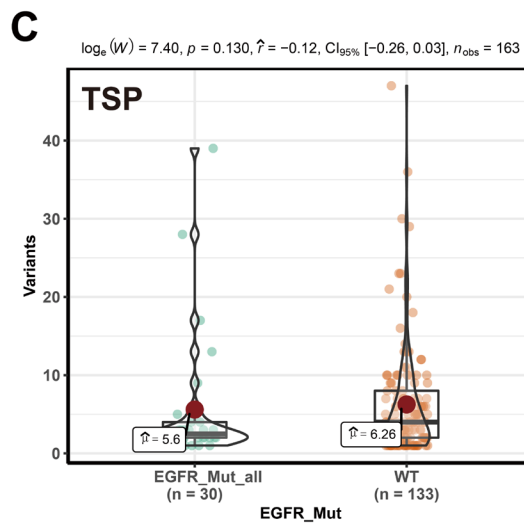 C
logₑ(W) = 7.40, p = 0.130, r̂ = −0.12, CI₉₅% [-0.26, 0.03], n_obs = 163
TSP
40
30
20
10
0
Variants
μ̂ = 5.6
μ̂ = 6.26
EGFR_Mut_all
(n = 30)
WT
(n = 133)
EGFR_Mut